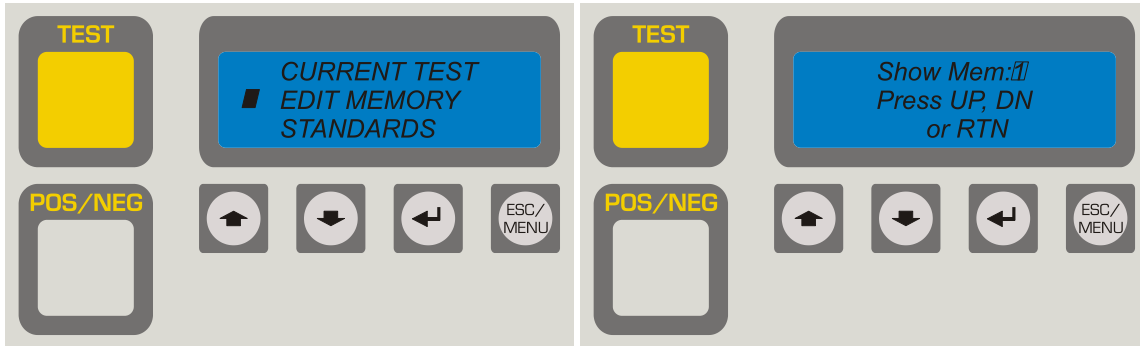 TEST
CURRENT TEST
EDIT MEMORY
STANDARDS
POS/NEG
ESC/
MENU
TEST
Show Mem:1
Press UP, DN
or RTN
POS/NEG
ESC/
MENU